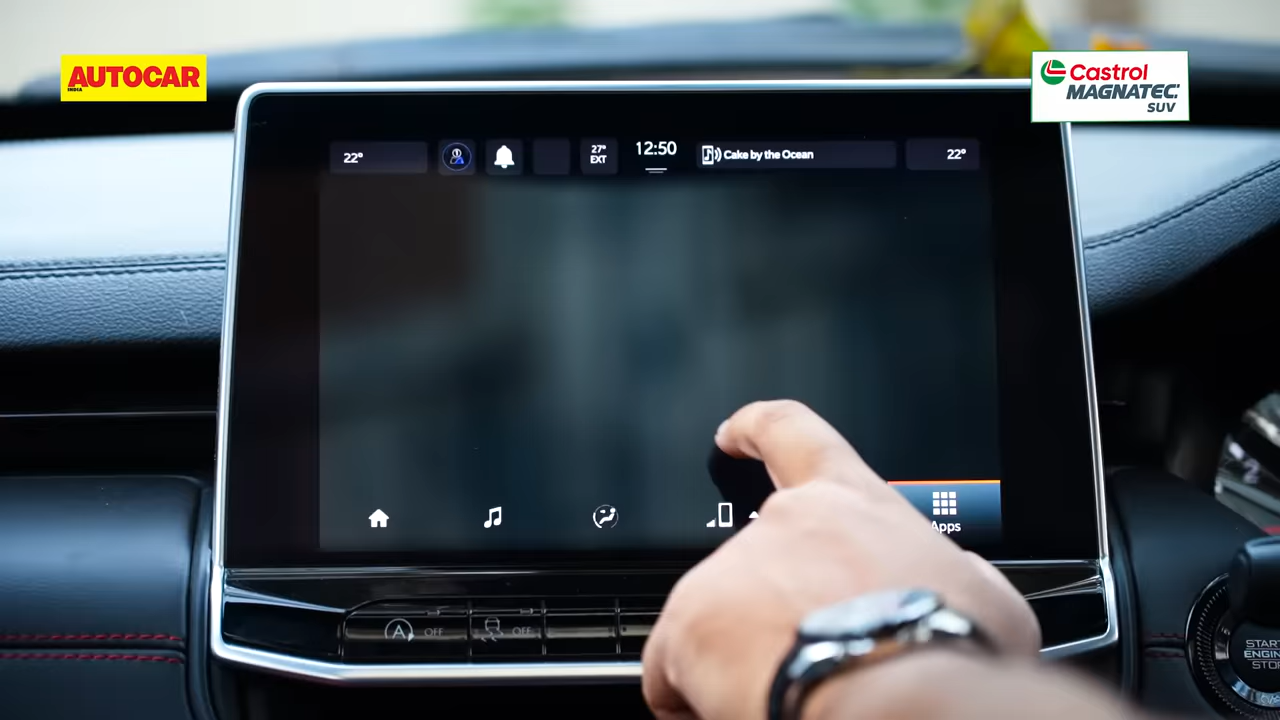 AUTOCAR
INDIA
Castrol
MAGNATEC
SUV
22°
27°
EXT
12:50
Cake by the Ocean
22°
Apps
A OFF
OFF
START
ENGINE
STOP